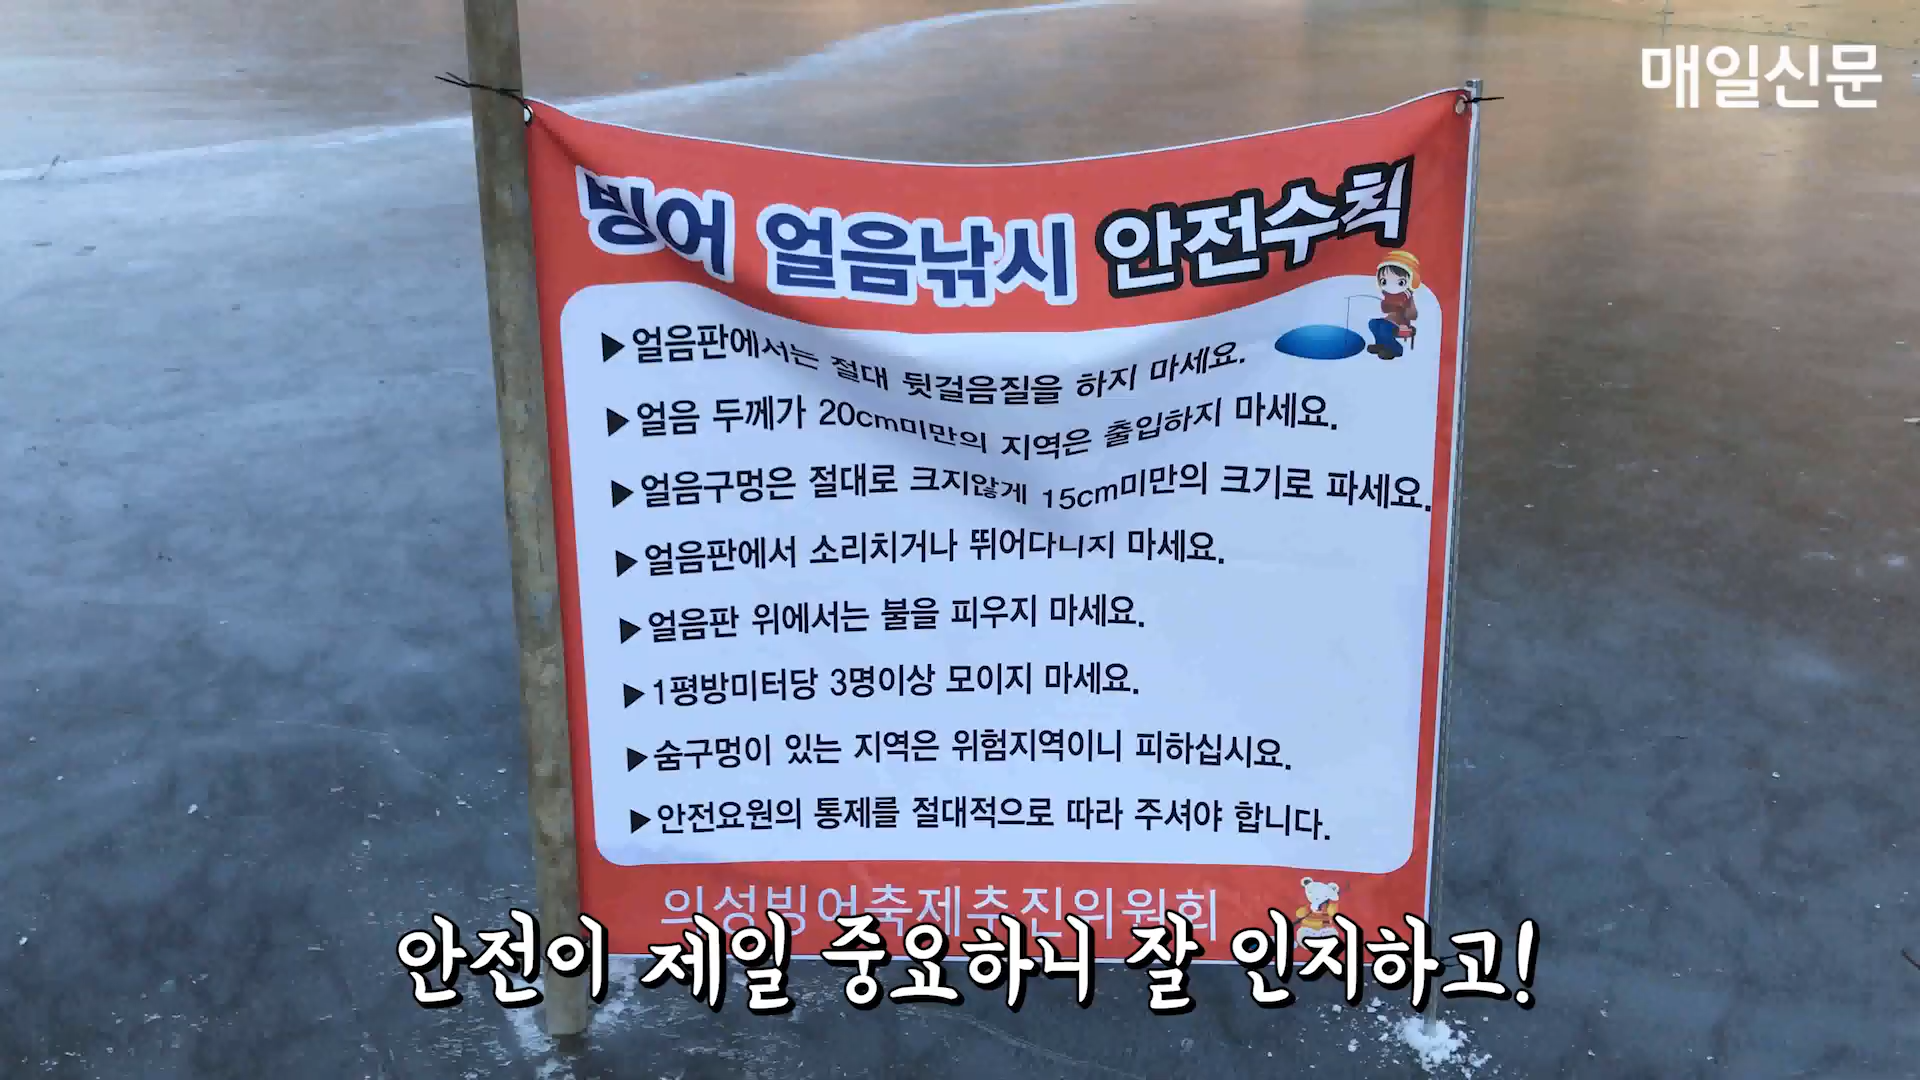 매일신문
빙어 얼음낚시 안전수칙
▶얼음판에서는 절대 뒷걸음질을 하지 마세요.
▶얼음 두께가 20cm미만의 지역은 출입하지 마세요.
▶얼음구멍은 절대로 크지않게 15cm미만의 크기로 파세요.
▶얼음판에서 소리치거나 뛰어다니지 마세요.
▶얼음판 위에서는 불을 피우지 마세요.
▶1평방미터당 3명이상 모이지 마세요.
▶숨구멍이 있는 지역은 위험지역이니 피하십시요.
▶안전요원의 통제를 절대적으로 따라 주셔야 합니다.
의성빙어축제추진위원회
안전이 제일 중요하니 잘 인지하고!